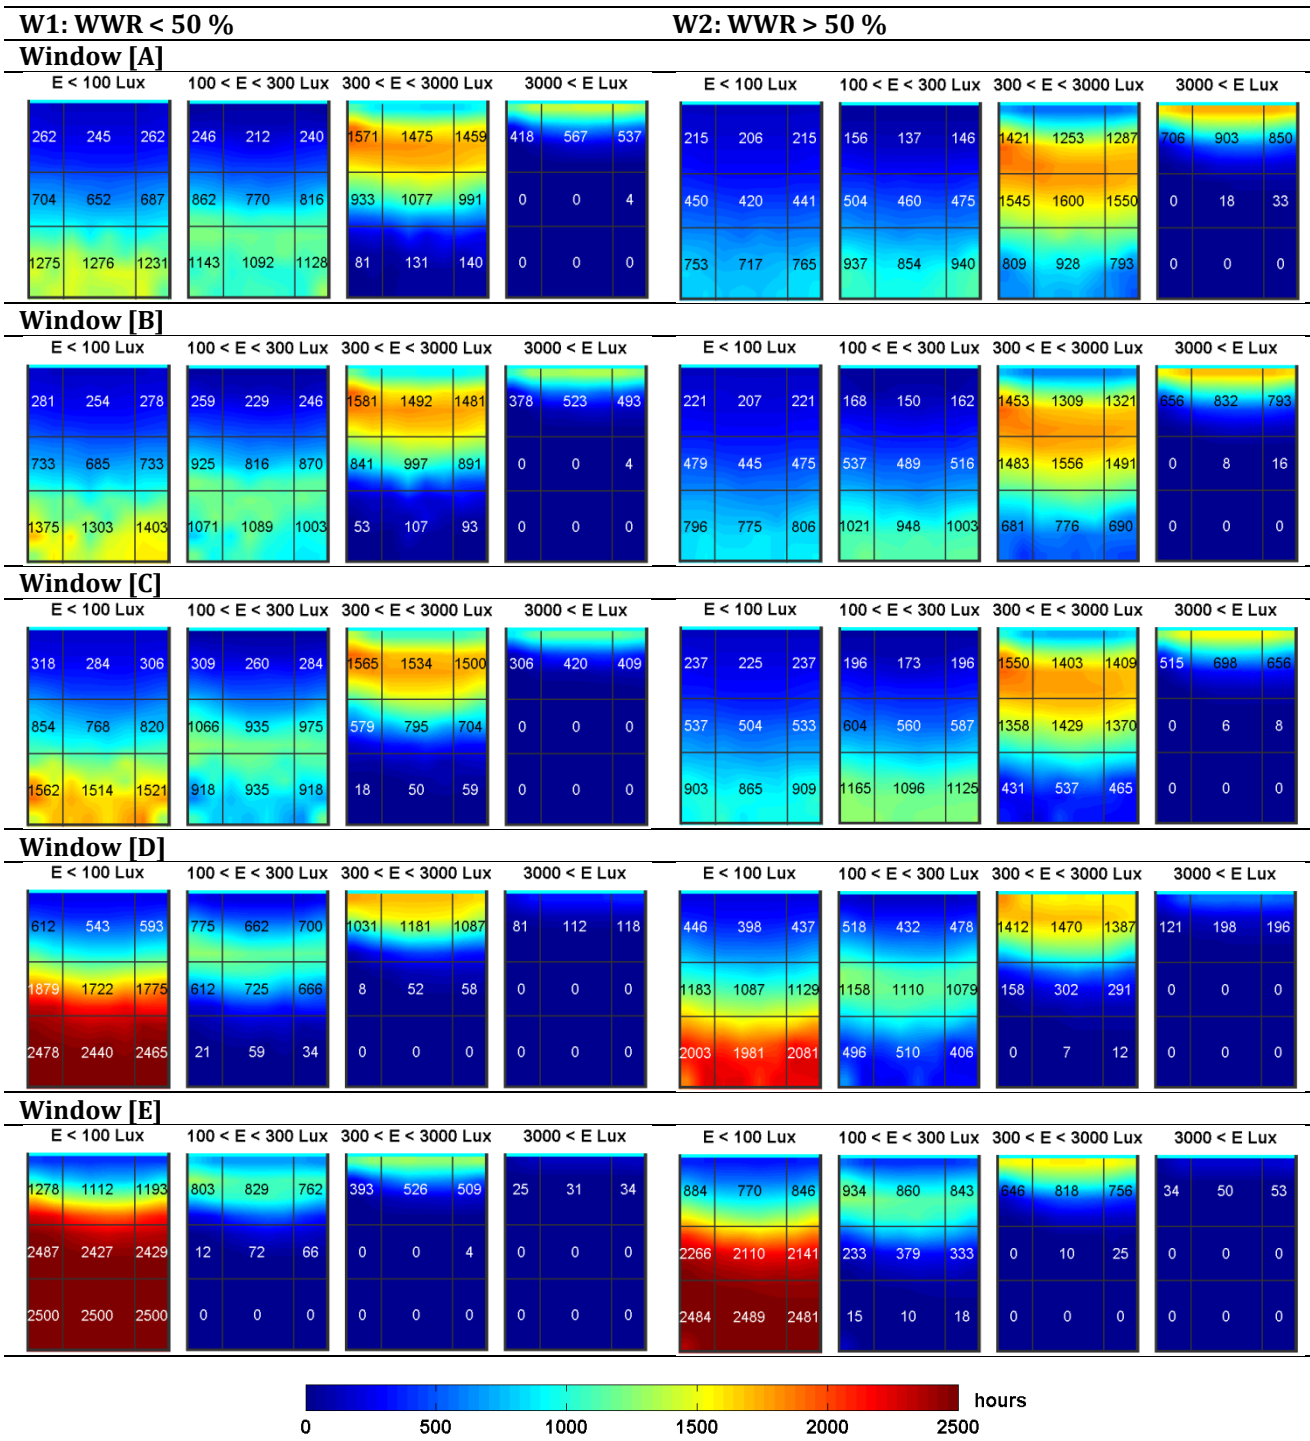 W1: WWR < 50 % W2: WWR > 50 %
Window [A]
E < 100 Lux 100 < E < 300 Lux 300 < E < 3000 Lux 3000 < E Lux E < 100 Lux 100 < E < 300 Lux 300 < E < 3000 Lux 3000 < E Lux
262 245 262 246 212 240 1571 1475 1459 418 567 537 215 206 215 156 137 146 1421 1253 1287 706 903 850
704 652 687 862 770 816 933 1077 991 0 0 4 450 420 441 504 460 475 1545 1600 1550 0 18 33
1275 1276 1231 1143 1092 1128 81 131 140 0 0 0 753 717 765 937 854 940 809 928 793 0 0 0
Window [B]
E < 100 Lux 100 < E < 300 Lux 300 < E < 3000 Lux 3000 < E Lux E < 100 Lux 100 < E < 300 Lux 300 < E < 3000 Lux 3000 < E Lux
281 254 278 259 229 246 1581 1492 1481 378 523 493 221 207 221 168 150 162 1453 1309 1321 656 832 793
733 685 733 925 816 870 841 997 891 0 0 4 479 445 475 537 489 516 1483 1556 1491 0 8 16
1375 1303 1403 1071 1089 1003 53 107 93 0 0 0 796 775 806 1021 948 1003 681 776 690 0 0 0
Window [C]
E < 100 Lux 100 < E < 300 Lux 300 < E < 3000 Lux 3000 < E Lux E < 100 Lux 100 < E < 300 Lux 300 < E < 3000 Lux 3000 < E Lux
318 284 306 309 260 284 1565 1534 1500 306 420 409 237 225 237 196 173 196 1550 1403 1409 515 698 656
854 768 820 1066 935 975 579 795 704 0 0 0 537 504 533 604 560 587 1358 1429 1370 0 6 8
1562 1514 1521 918 935 918 18 50 59 0 0 0 903 865 909 1165 1096 1125 431 537 465 0 0 0
Window [D]
E < 100 Lux 100 < E < 300 Lux 300 < E < 3000 Lux 3000 < E Lux E < 100 Lux 100 < E < 300 Lux 300 < E < 3000 Lux 3000 < E Lux
612 543 593 775 662 700 1031 1181 1087 81 112 118 446 398 437 518 432 478 1412 1470 1387 121 198 196
1879 1722 1775 612 725 666 8 52 58 0 0 0 1183 1087 1129 1158 1110 1079 158 302 291 0 0 0
2478 2440 2465 21 59 34 0 0 0 0 0 0 2003 1981 2081 496 510 406 0 7 12 0 0 0
Window [E]
E < 100 Lux 100 < E < 300 Lux 300 < E < 3000 Lux 3000 < E Lux E < 100 Lux 100 < E < 300 Lux 300 < E < 3000 Lux 3000 < E Lux
1278 1112 1193 803 829 762 393 526 509 25 31 34 884 770 846 934 860 843 646 818 756 34 50 53
2487 2427 2429 12 72 66 0 0 4 0 0 0 2266 2110 2141 233 379 333 0 10 25 0 0 0
2500 2500 2500 0 0 0 0 0 0 0 0 0 2484 2489 2481 15 10 18 0 0 0 0 0 0
hours
0 500 1000 1500 2000 2500